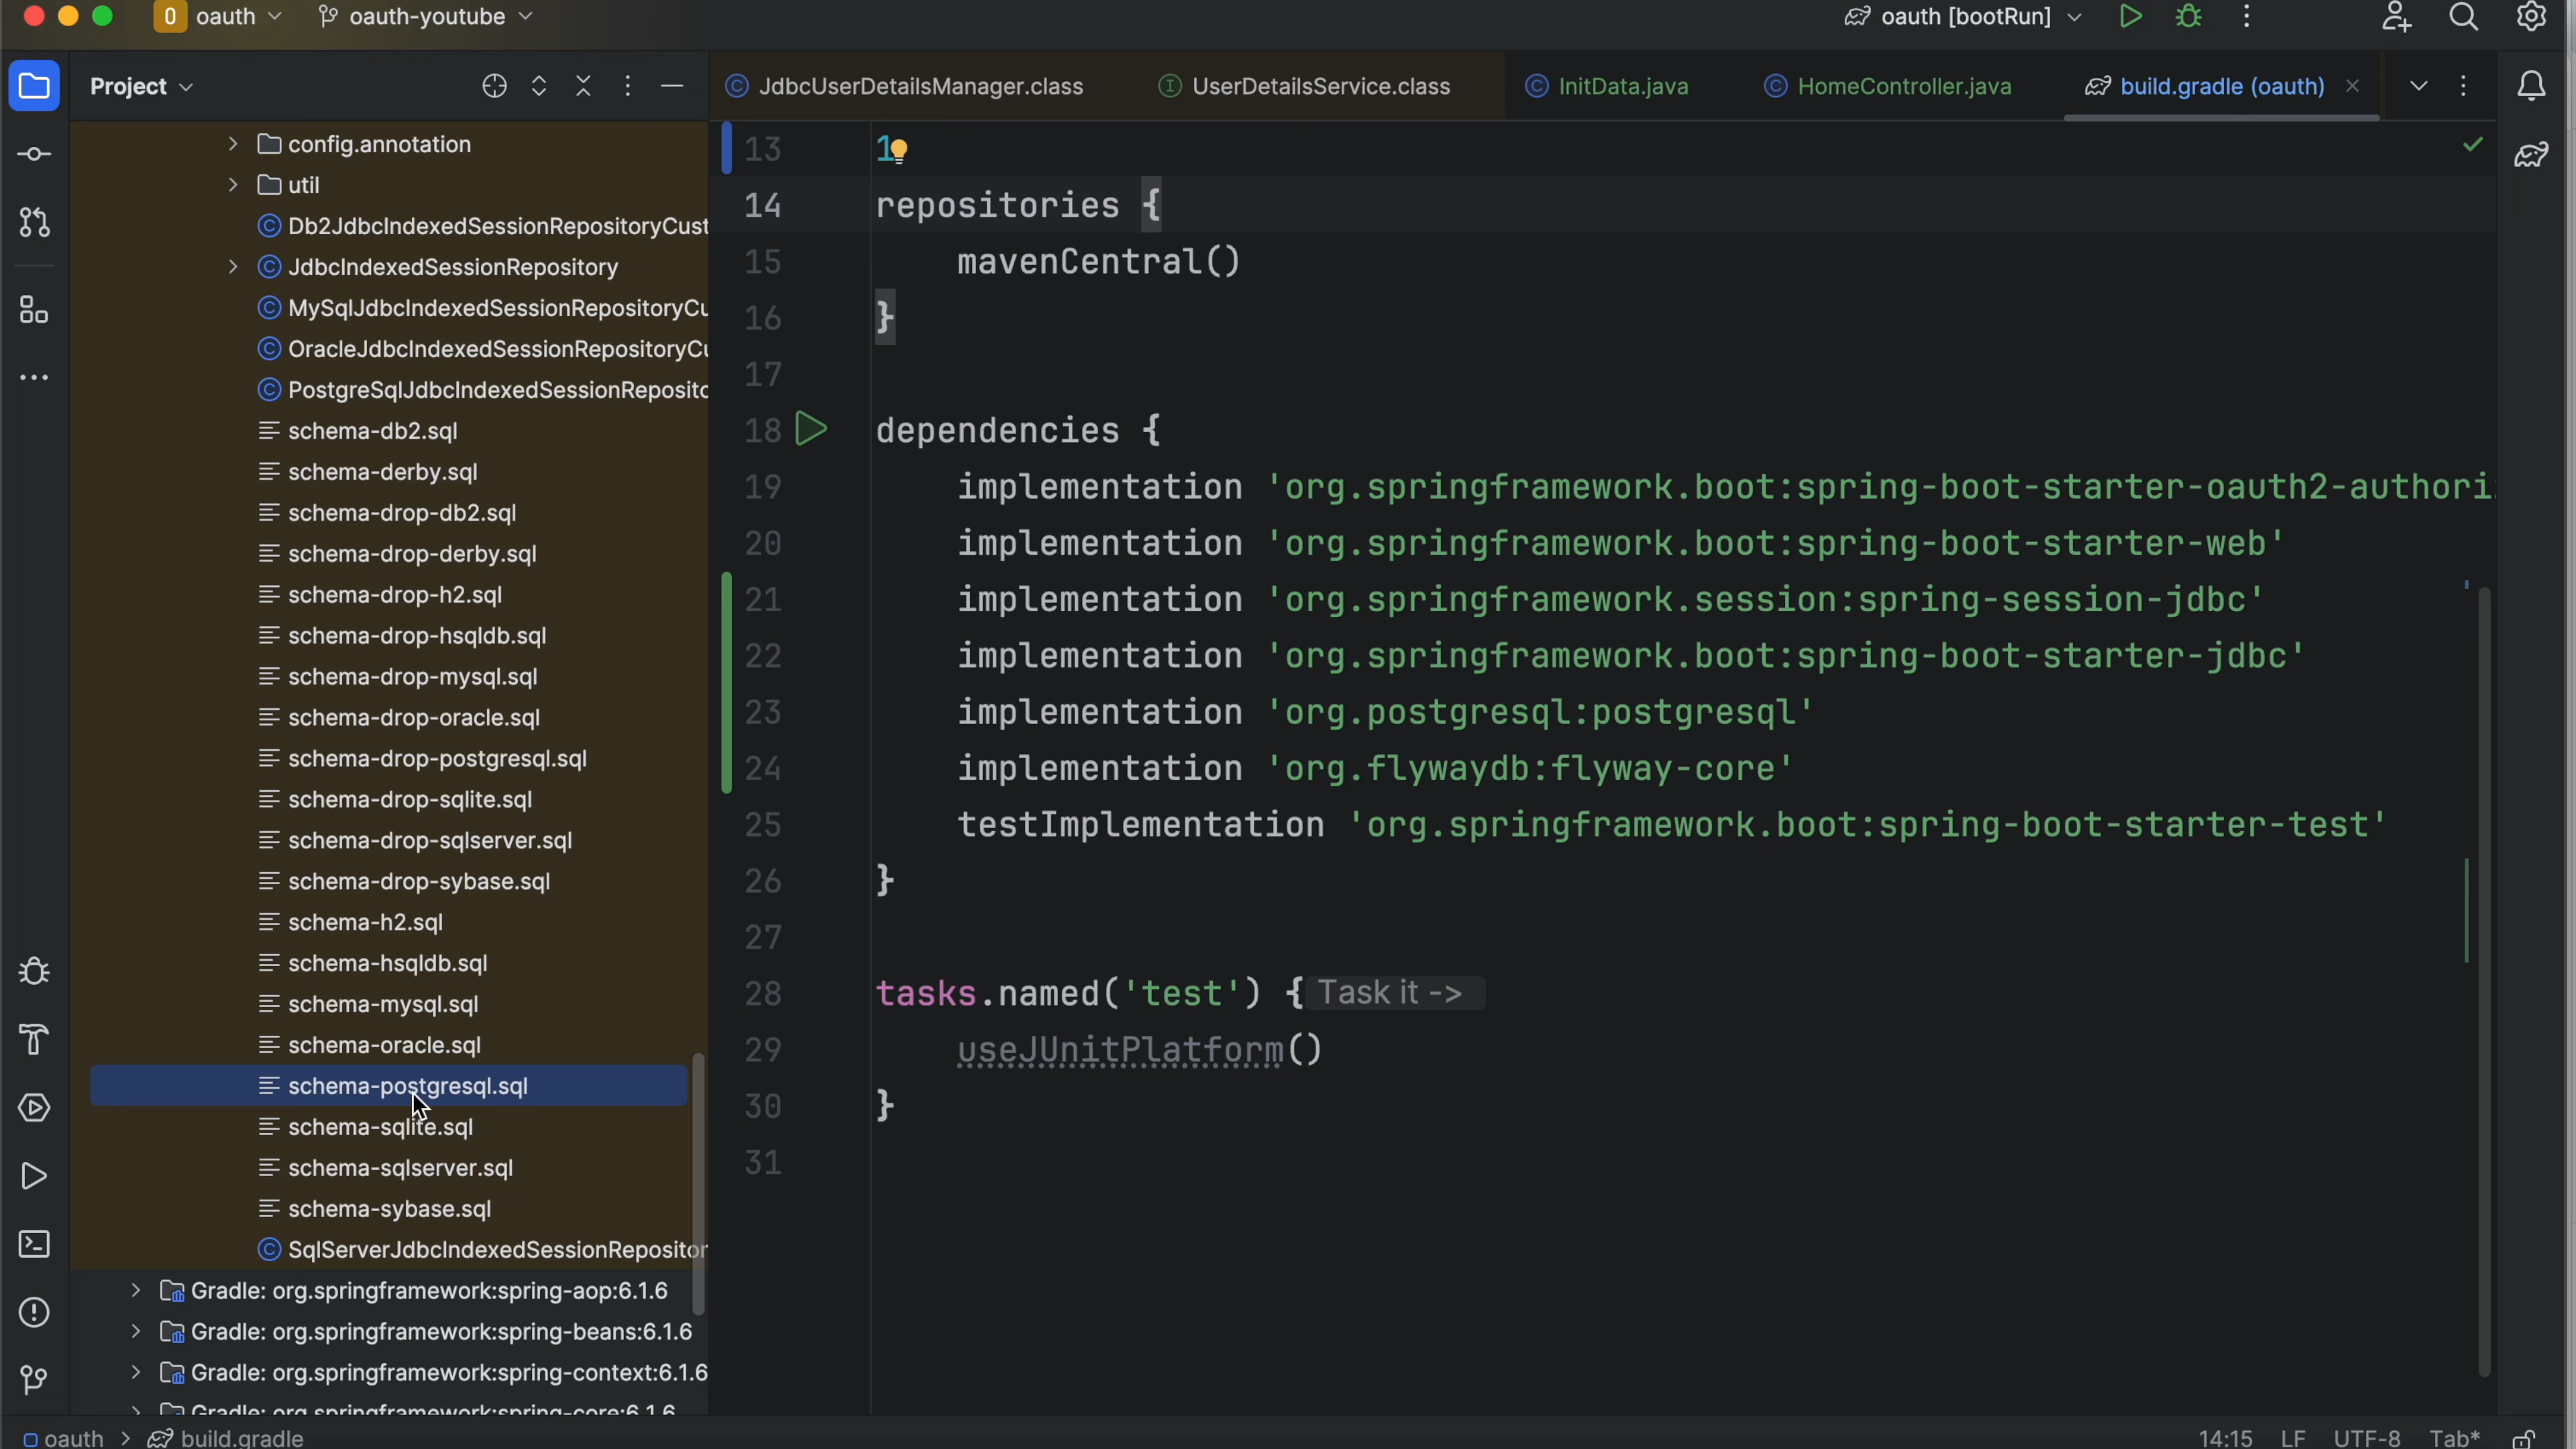 O oauth oauth-youtube oauth [bootRun]
Project
JdbcUserDetailsManager.class UserDetailsService.class InitData.java HomeController.java build.gradle (oauth)
config.annotation
util
Db2JdbcIndexedSessionRepositoryCust
JdbcIndexedSessionRepository
MySqlJdbcIndexedSessionRepositoryCu
OracleJdbcIndexedSessionRepositoryCu
PostgreSqlJdbcIndexedSessionReposito
schema-db2.sql
schema-derby.sql
schema-drop-db2.sql
schema-drop-derby.sql
schema-drop-h2.sql
schema-drop-hsqldb.sql
schema-drop-mysql.sql
schema-drop-oracle.sql
schema-drop-postgresql.sql
schema-drop-sqlite.sql
schema-drop-sqlserver.sql
schema-drop-sybase.sql
schema-h2.sql
schema-hsqldb.sql
schema-mysql.sql
schema-oracle.sql
schema-postgresql.sql
schema-sqlite.sql
schema-sqlserver.sql
schema-sybase.sql
SqlServerJdbcIndexedSessionRepositor
Gradle: org.springframework:spring-aop:6.1.6
Gradle: org.springframework:spring-beans:6.1.6
Gradle: org.springframework:spring-context:6.1.6
Gradle: org.springframework:spring-core:6.1.6
13 1
14 repositories {
15 mavenCentral()
16 }
17
18 dependencies {
19 implementation 'org.springframework.boot:spring-boot-starter-oauth2-authori
20 implementation 'org.springframework.boot:spring-boot-starter-web'
21 implementation 'org.springframework.session:spring-session-jdbc'
22 implementation 'org.springframework.boot:spring-boot-starter-jdbc'
23 implementation 'org.postgresql:postgresql'
24 implementation 'org.flywaydb:flyway-core'
25 testImplementation 'org.springframework.boot:spring-boot-starter-test'
26 }
27
28 tasks.named('test') { Task it ->
29 useJUnitPlatform()
30 }
31
oauth > build.gradle 14:15 LF UTF-8 Tab*